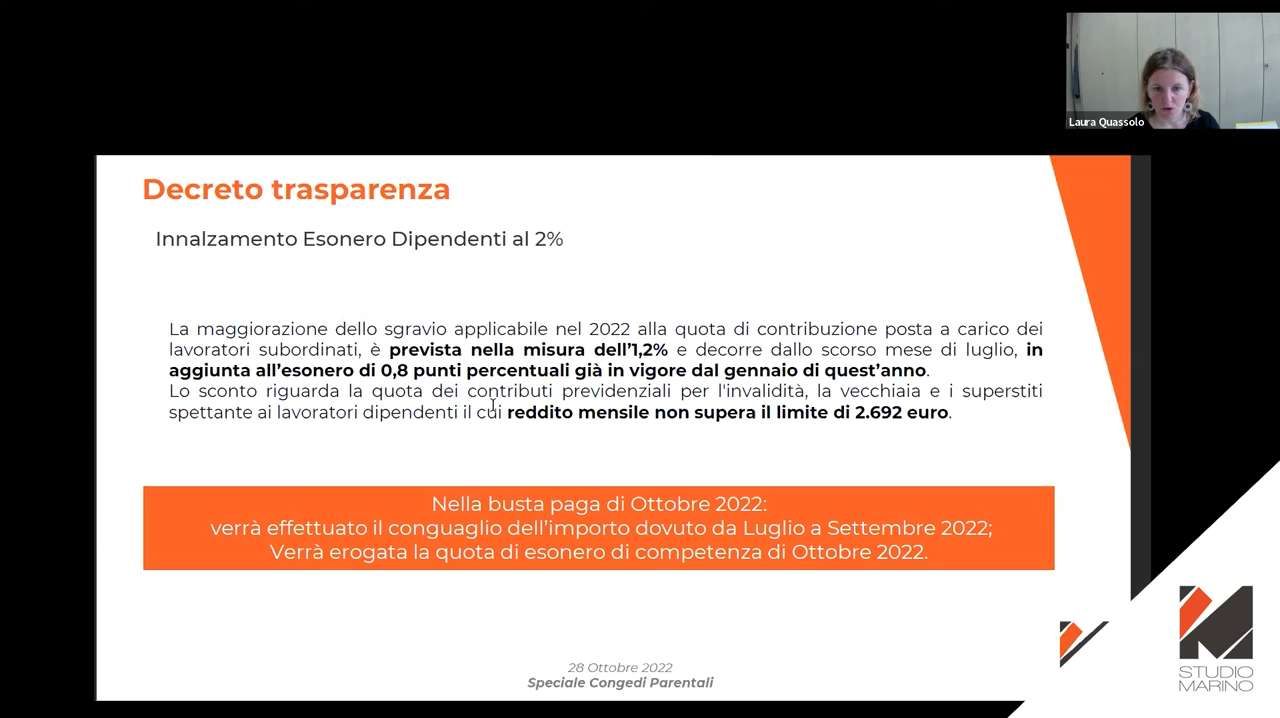 Laura Quassolo
Decreto trasparenza
Innalzamento Esonero Dipendenti al 2%
La maggiorazione dello sgravio applicabile nel 2022 alla quota di contribuzione posta a carico dei
lavoratori subordinati, è prevista nella misura dell'1,2% e decorre dallo scorso mese di luglio, in
aggiunta all'esonero di 0,8 punti percentuali già in vigore dal gennaio di quest'anno.
Lo sconto riguarda la quota dei contributi previdenziali per l'invalidità, la vecchiaia e i superstiti
spettante ai lavoratori dipendenti il cui reddito mensile non supera il limite di 2.692 euro.
Nella busta paga di Ottobre 2022:
verrà effettuato il conguaglio dell'importo dovuto da Luglio a Settembre 2022;
Verrà erogata la quota di esonero di competenza di Ottobre 2022.
28 Ottobre 2022
Speciale Congedi Parentali
STUDIO
MARINO